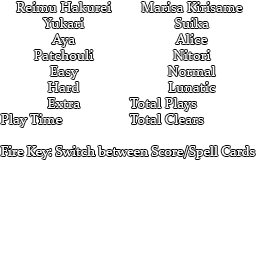 Reimu Hakurei Marisa Kirisame
Yukari Suika
Aya Alice
Patchouli Nitori
Easy Normal
Hard Lunatic
Extra Total Plays
Play Time Total Clears
Fire Key: Switch between Score/Spell Cards